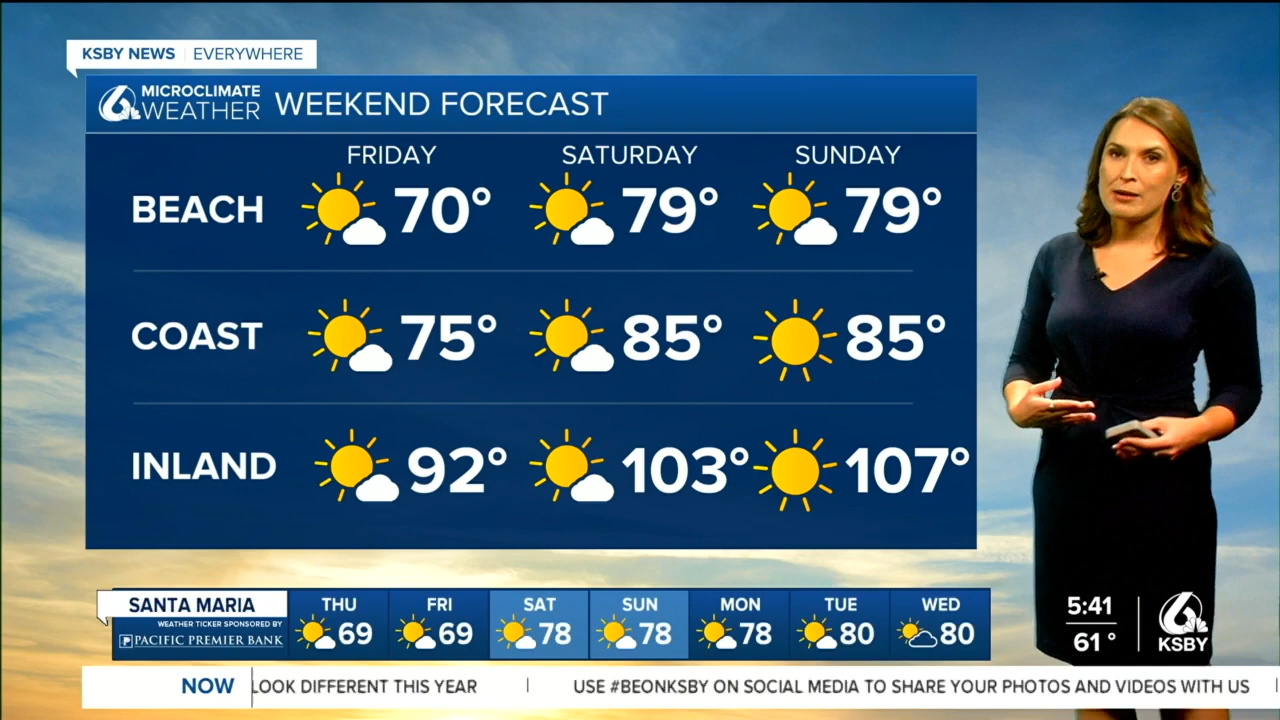 KSBY NEWS | EVERYWHERE
6 MICROCLIMATE
WEATHER
WEEKEND FORECAST
FRIDAY SATURDAY SUNDAY
BEACH 70° 79° 79°
COAST 75° 85° 85°
INLAND 92° 103° 107°
SANTA MARIA
WEATHER TICKER SPONSORED BY
PACIFIC PREMIER BANK
THU FRI SAT SUN MON TUE WED
69 69 78 78 78 80 80
5:41
61°
6
KSBY
NOW LOOK DIFFERENT THIS YEAR | USE #BEONKSBY ON SOCIAL MEDIA TO SHARE YOUR PHOTOS AND VIDEOS WITH US |